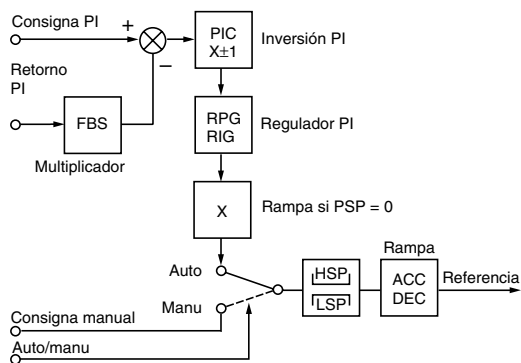 Consigna PI
+
−
PIC
X±1
Inversión PI
Retorno
PI
FBS
Multiplicador
RPG
RIG
Regulador PI
X
Rampa si PSP = 0
Auto
Manu
HSP
LSP
Rampa
ACC
DEC
Referencia
Consigna manual
Auto/manu